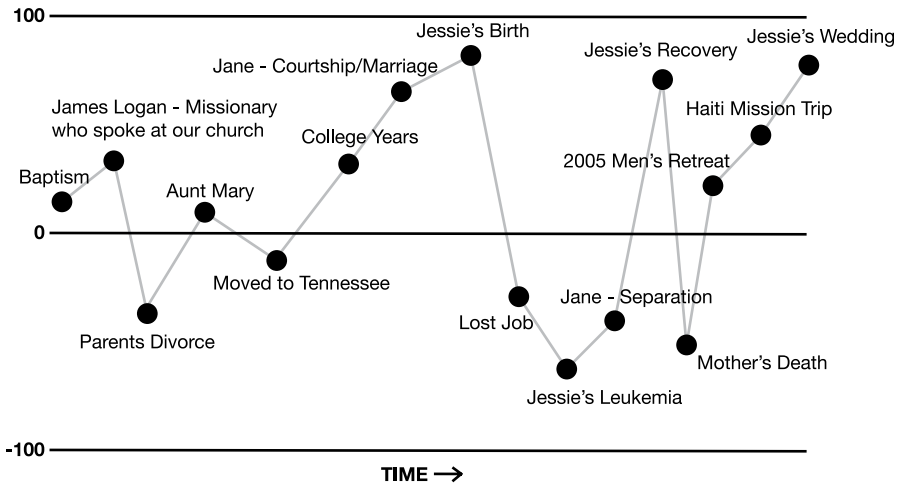 100
Jessie’s Birth
Jessie’s Wedding
Jessie’s Recovery
Jane - Courtship/Marriage
James Logan - Missionary
who spoke at our church
Haiti Mission Trip
College Years
2005 Men’s Retreat
Baptism
Aunt Mary
0
Moved to Tennessee
Jane - Separation
Lost Job
Parents Divorce
Mother’s Death
Jessie’s Leukemia
-100
TIME →